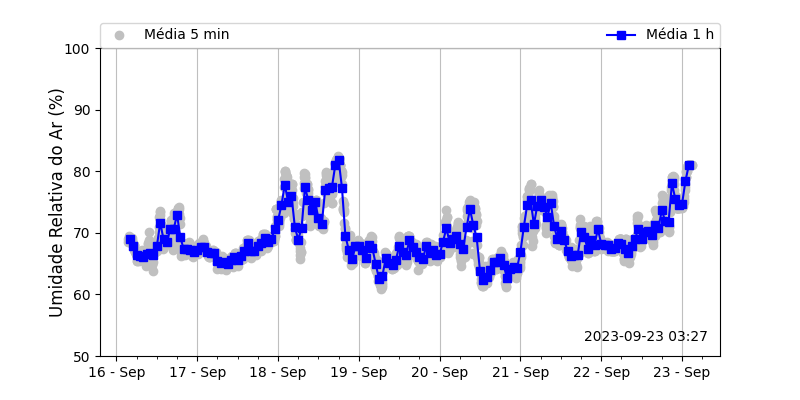 Média 5 min
Média 1 h
Umidade Relativa do Ar (%)
100
90
80
70
60
50
2023-09-23 03:27
16 - Sep
17 - Sep
18 - Sep
19 - Sep
20 - Sep
21 - Sep
22 - Sep
23 - Sep